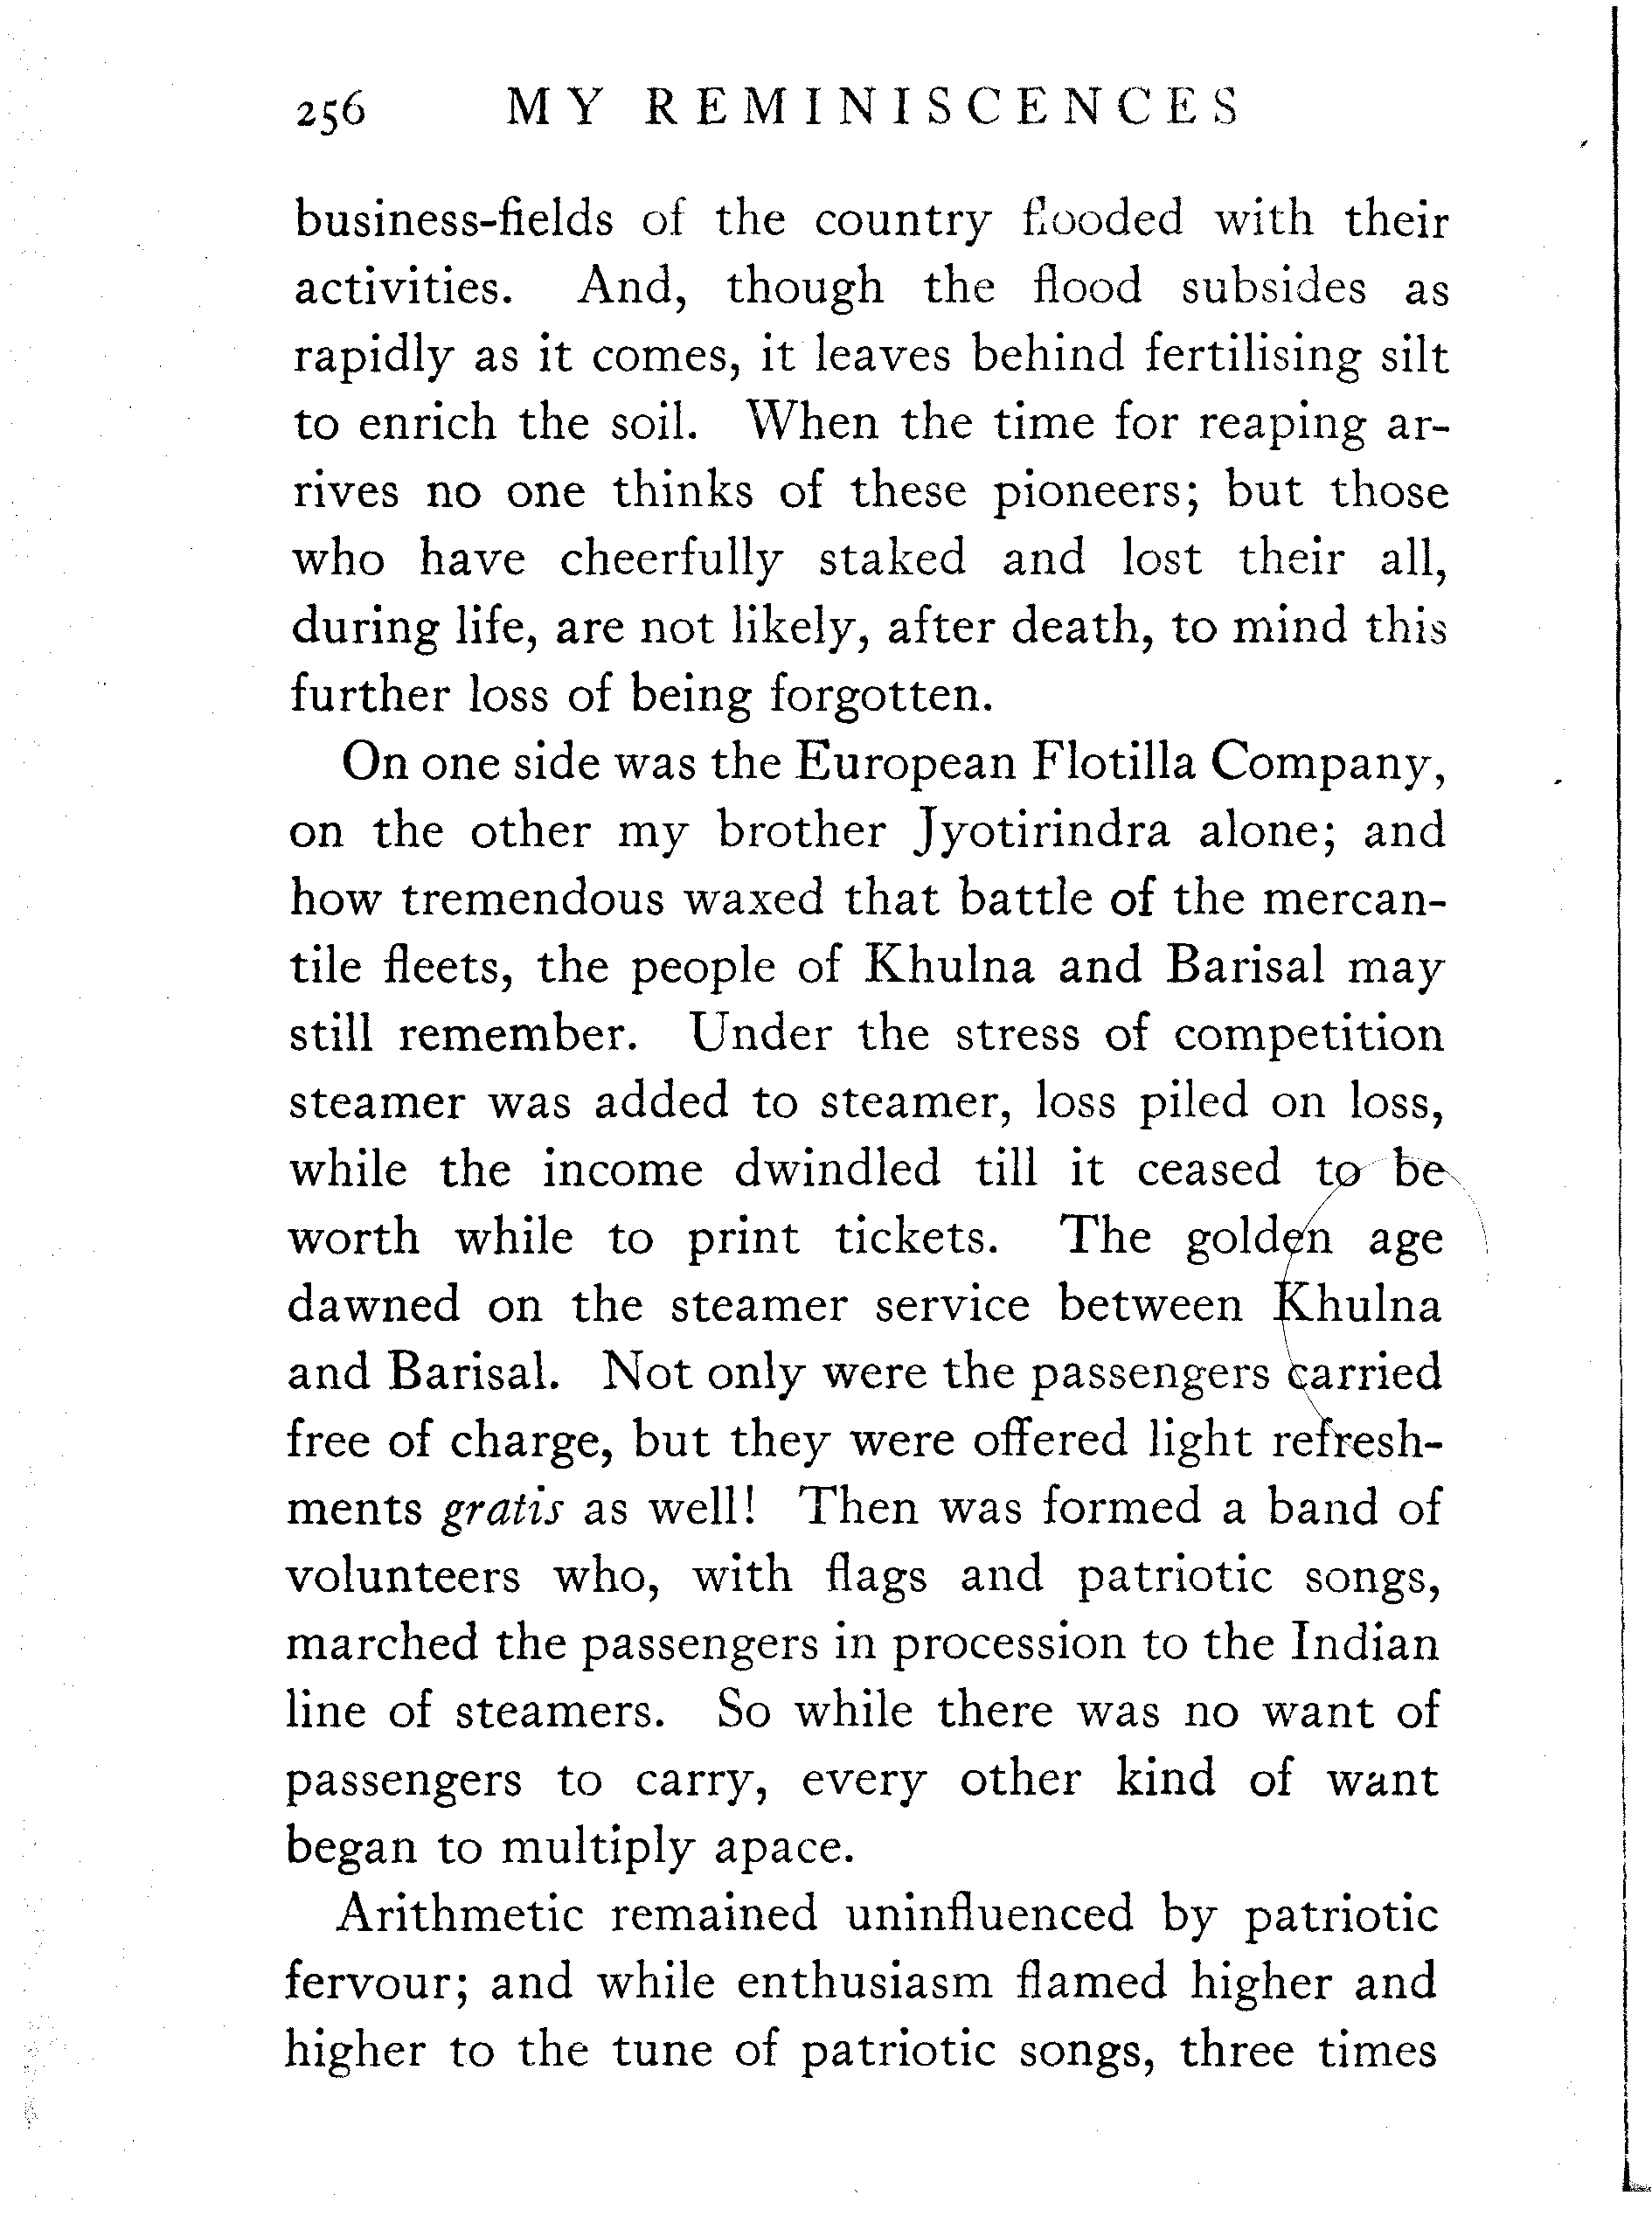 256 MY REMINISCENCES
business-fields of the country flooded with their
activities. And, though the flood subsides as
rapidly as it comes, it leaves behind fertilising silt
to enrich the soil. When the time for reaping ar-
rives no one thinks of these pioneers; but those
who have cheerfully staked and lost their all,
during life, are not likely, after death, to mind this
further loss of being forgotten.
On one side was the European Flotilla Company,
on the other my brother Jyotirindra alone; and
how tremendous waxed that battle of the mercan-
tile fleets, the people of Khulna and Barisal may
still remember. Under the stress of competition
steamer was added to steamer, loss piled on loss,
while the income dwindled till it ceased to be
worth while to print tickets. The golden age
dawned on the steamer service between Khulna
and Barisal. Not only were the passengers carried
free of charge, but they were offered light refresh-
ments gratis as well! Then was formed a band of
volunteers who, with flags and patriotic songs,
marched the passengers in procession to the Indian
line of steamers. So while there was no want of
passengers to carry, every other kind of want
began to multiply apace.
Arithmetic remained uninfluenced by patriotic
fervour; and while enthusiasm flamed higher and
higher to the tune of patriotic songs, three times